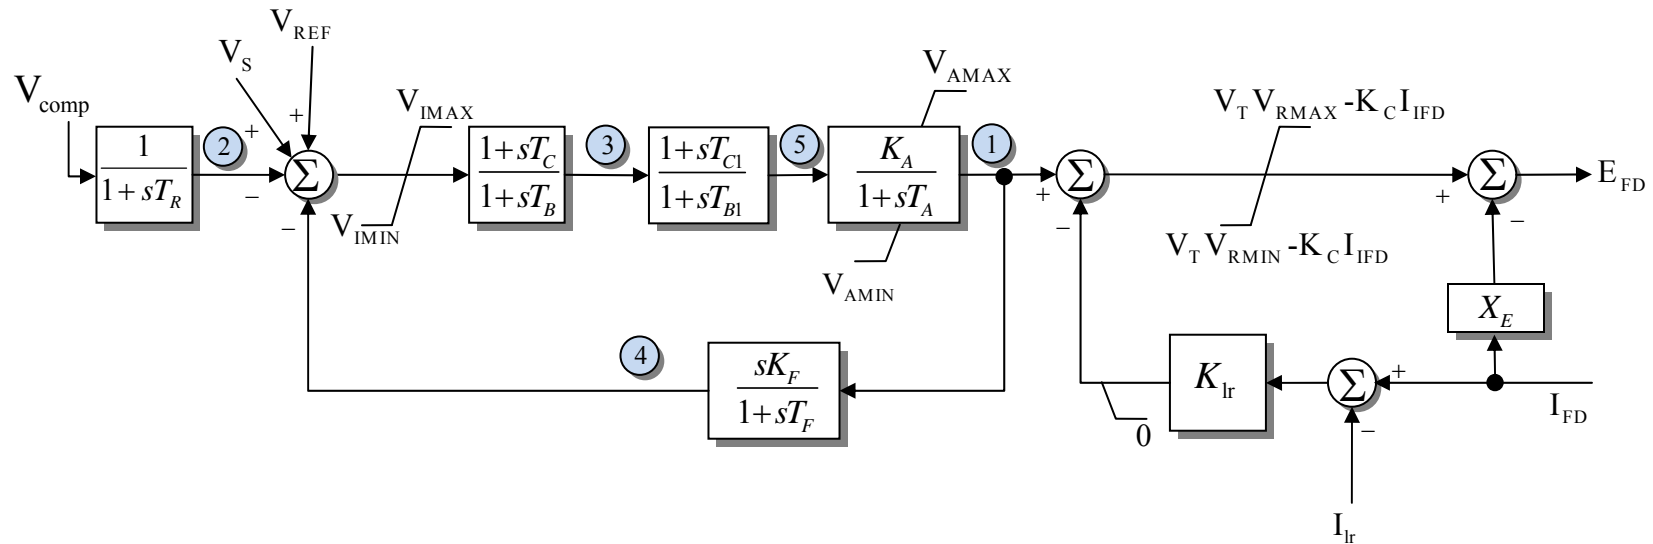 V_REF
V_S
V_comp
1
1+sT_R
2
+
+
−
−
Σ
V_IMAX
V_IMIN
1+sT_C
1+sT_B
3
1+sT_C1
1+sT_B1
5
V_AMAX
K_A
1+sT_A
V_AMIN
1
+
−
Σ
V_T V_RMAX -K_C I_IFD
V_T V_RMIN -K_C I_IFD
+
−
Σ
E_FD
X_E
4
sK_F
1+sT_F
0
K_lr
Σ
+
−
I_FD
I_lr